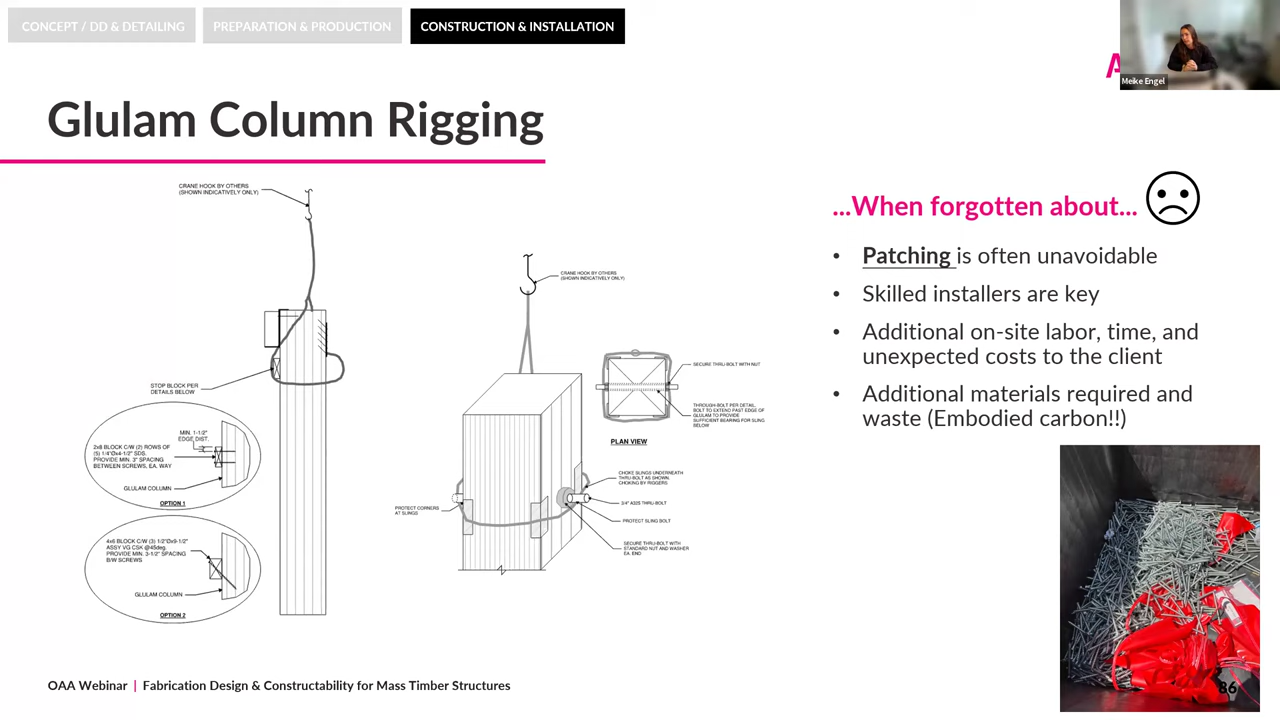 CONCEPT / DD & DETAILING
PREPARATION & PRODUCTION
CONSTRUCTION & INSTALLATION
A
Meike Engel
Glulam Column Rigging
CRANE HOOK BY OTHERS
(SHOWN INDICATIVELY ONLY)
STOP BLOCK PER
DETAILS BELOW
MIN. 1-1/2"
EDGE DIST.
2x8 BLOCK C/W (2) ROWS OF
(5) 1/4"Øx4-1/2" SDS.
PROVIDE MIN. 3" SPACING
BETWEEN SCREWS, EA. WAY
GLULAM COLUMN
OPTION 1
4x6 BLOCK C/W (3) 1/2"Øx9-1/2"
ASSY VG CSK @45deg.
PROVIDE MIN. 3-1/2" SPACING
B/W SCREWS
GLULAM COLUMN
OPTION 2
CRANE HOOK BY OTHERS
(SHOWN INDICATIVELY ONLY)
SECURE THRU-BOLT WITH NUT
THROUGH-BOLT PER DETAIL.
BOLT TO EXTEND PAST EDGE OF
GLULAM TO PROVIDE
SUFFICIENT BEARING FOR SLING
BELOW
PLAN VIEW
CHOKE SLINGS UNDERNEATH
THRU-BOLT AS SHOWN.
CHOKING BY RIGGERS.
3/4" A325 THRU-BOLT
PROTECT SLING BOLT
SECURE THRU-BOLT WITH
STANDARD NUT AND WASHER
EA. END
PROTECT CORNERS
AT SLINGS
...When forgotten about...
• Patching is often unavoidable
• Skilled installers are key
• Additional on-site labor, time, and
unexpected costs to the client
• Additional materials required and
waste (Embodied carbon!!)
OAA Webinar | Fabrication Design & Constructability for Mass Timber Structures
86